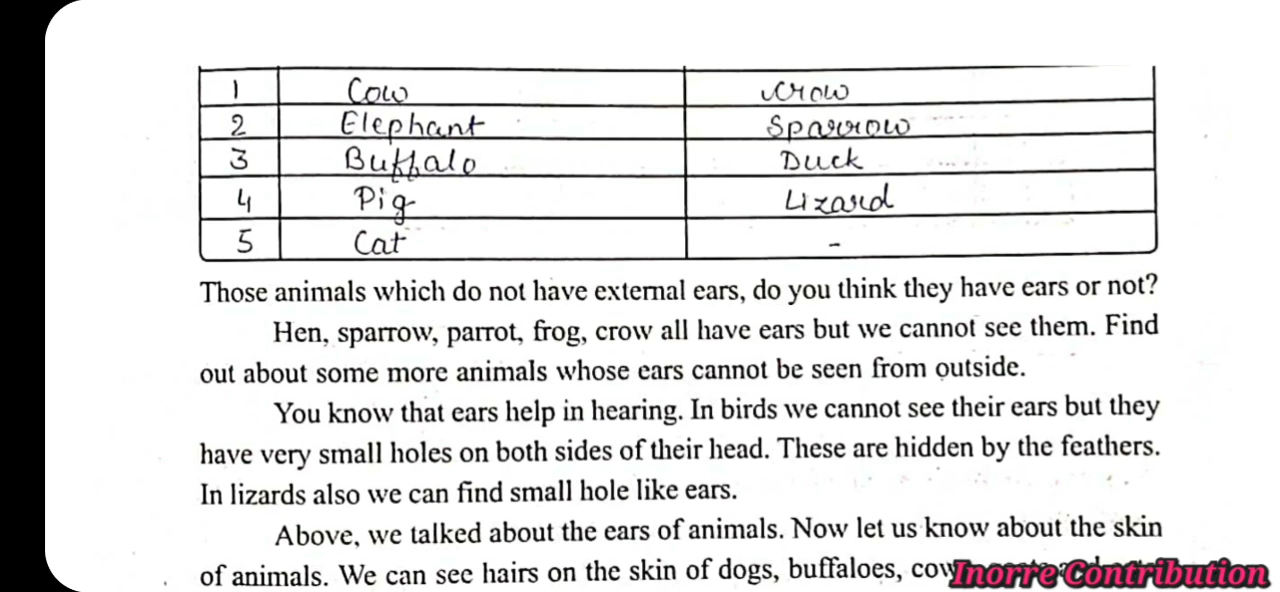 1 Cow Crow
2 Elephant Sparrow
3 Buffalo Duck
4 Pig Lizard
5 Cat -
Those animals which do not have external ears, do you think they have ears or not?
Hen, sparrow, parrot, frog, crow all have ears but we cannot see them. Find
out about some more animals whose ears cannot be seen from outside.
You know that ears help in hearing. In birds we cannot see their ears but they
have very small holes on both sides of their head. These are hidden by the feathers.
In lizards also we can find small hole like ears.
Above, we talked about the ears of animals. Now let us know about the skin
of animals. We can see hairs on the skin of dogs, buffaloes,
Inorre Contribution